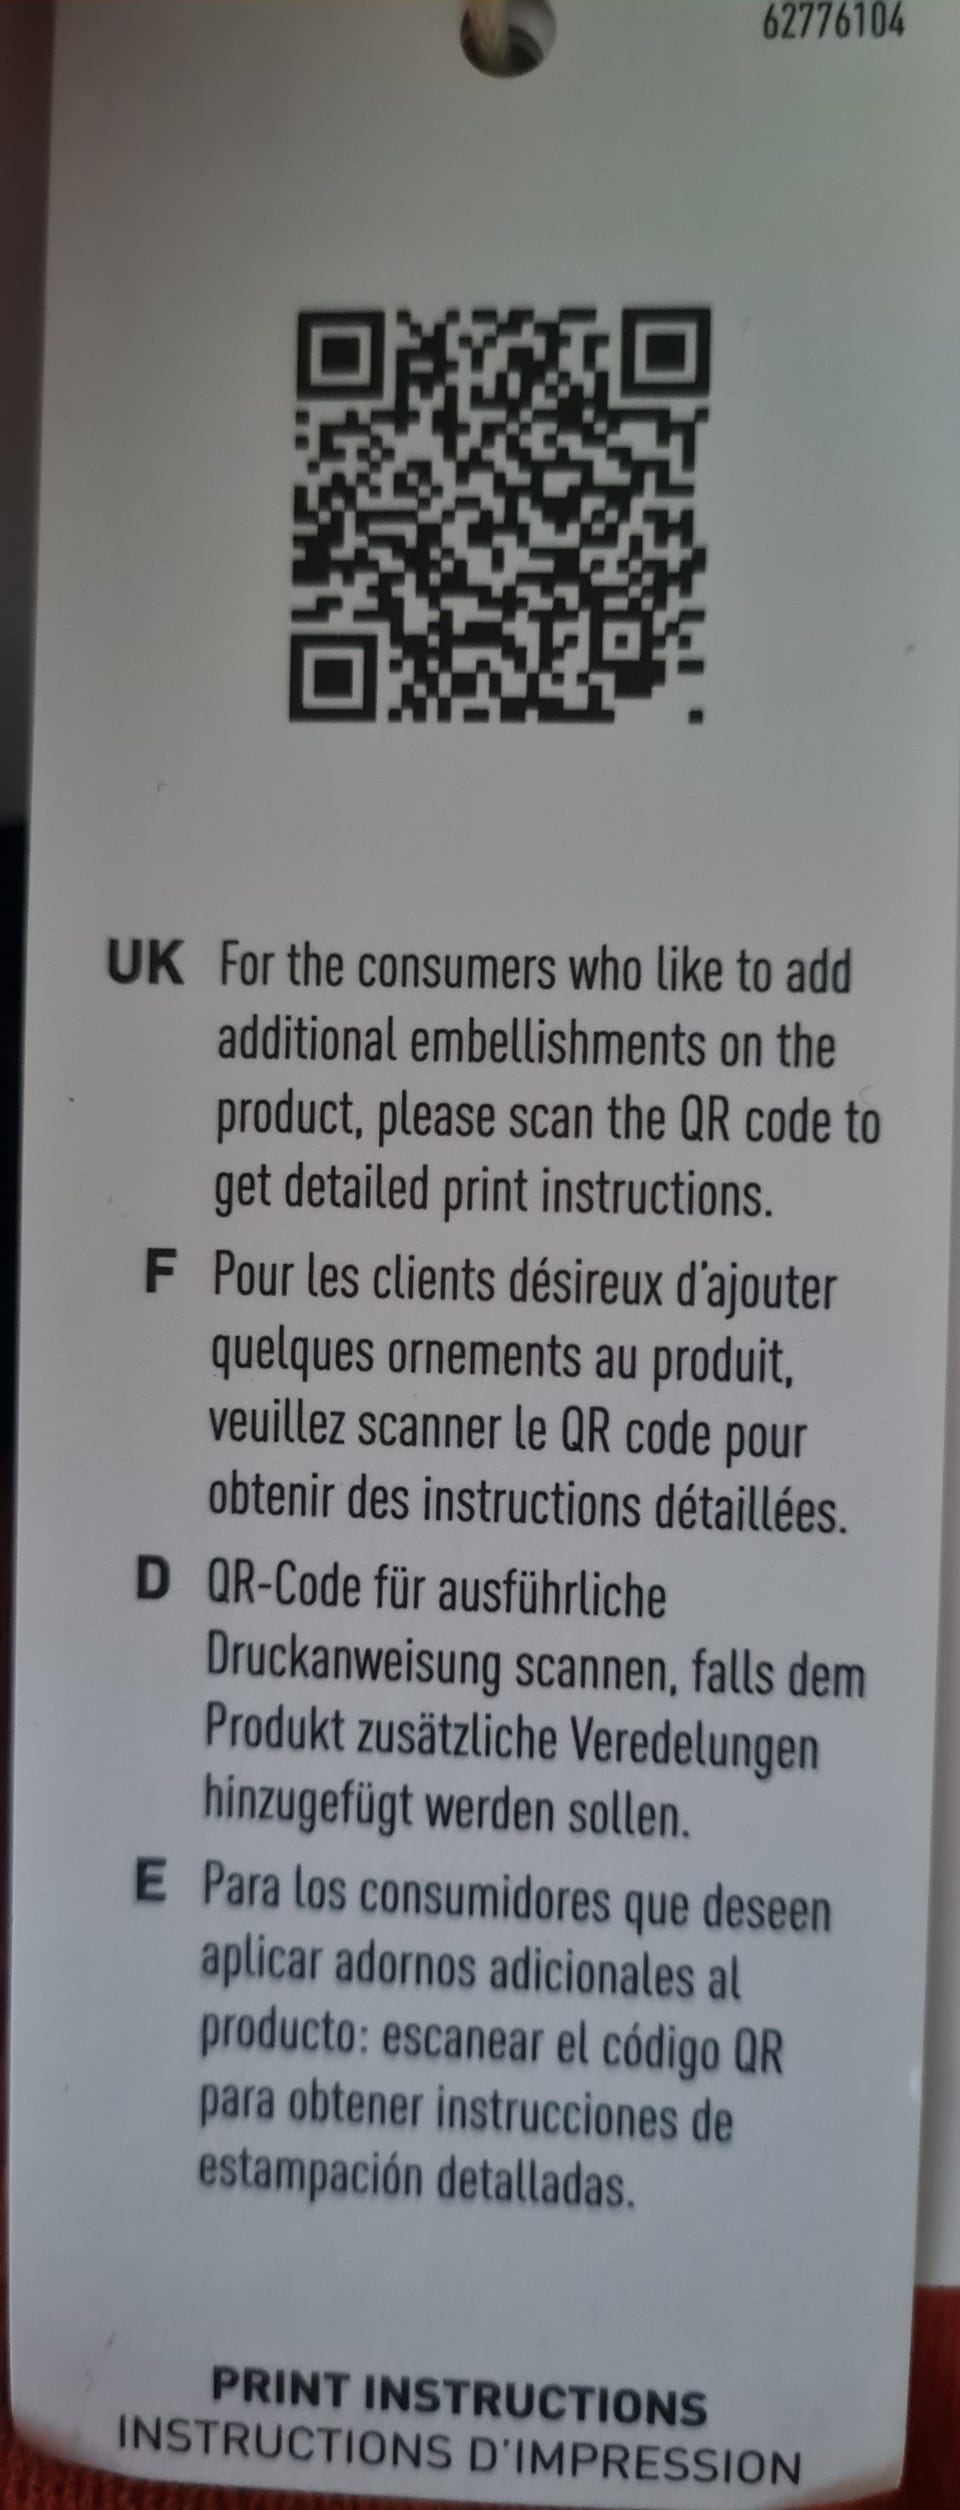 62776104
UK For the consumers who like to add
additional embellishments on the
product, please scan the QR code to
get detailed print instructions.
F Pour les clients désireux d'ajouter
quelques ornements au produit,
veuillez scanner le QR code pour
obtenir des instructions détaillées.
D QR-Code für ausführliche
Druckanweisung scannen, falls dem
Produkt zusätzliche Veredelungen
hinzugefügt werden sollen.
E Para los consumidores que deseen
aplicar adornos adicionales al
producto: escanear el código QR
para obtener instrucciones de
estampación detalladas.
PRINT INSTRUCTIONS
INSTRUCTIONS D'IMPRESSION